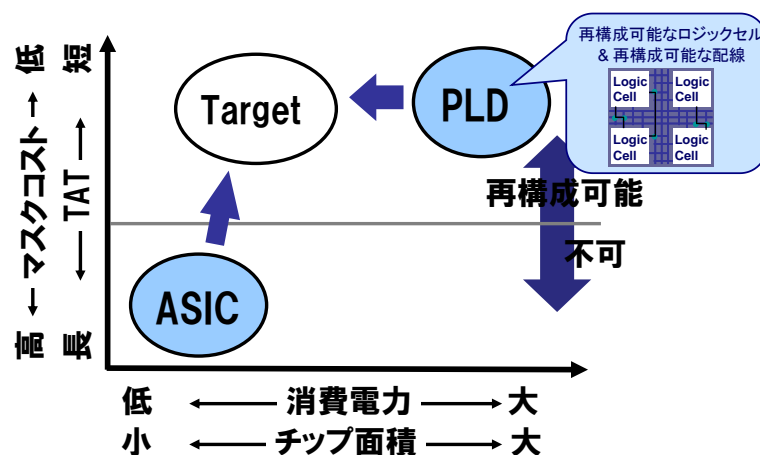 再構成可能なロジックセル
& 再構成可能な配線
Logic
Cell
Logic
Cell
Logic
Cell
Logic
Cell
高 ← マスクコスト → 低
長 ← TAT → 短
Target
PLD
再構成可能
不可
ASIC
低 ← 消費電力 → 大
小 ← チップ面積 → 大